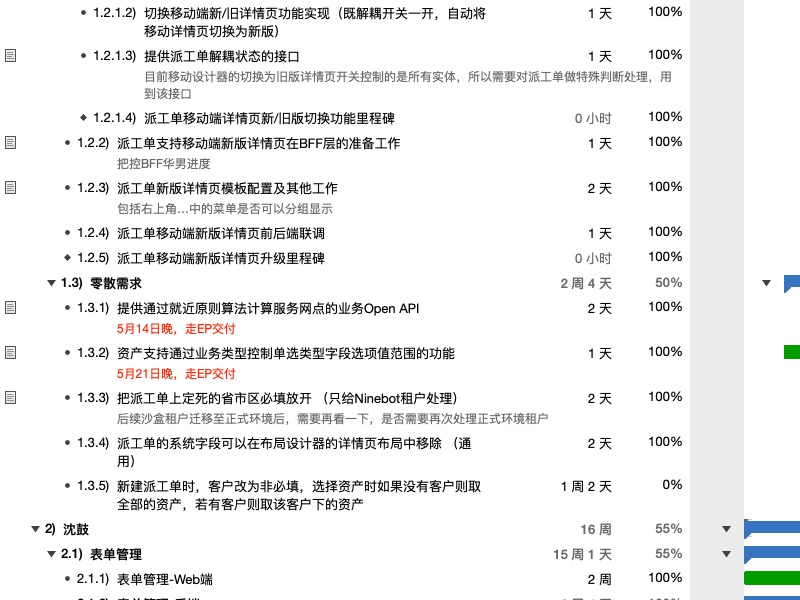 1.2.1.2) 切换移动端新/旧详情页功能实现（既解耦开关一开，自动将 1 天 100%
移动详情页切换为新版）
1.2.1.3) 提供派工单解耦状态的接口 1 天 100%
目前移动设计器的切换为旧版详情页开关控制的是所有实体，所以需要对派工单做特殊判断处理，用
到该接口
1.2.1.4) 派工单移动端详情页新/旧版切换功能里程碑 0 小时 100%
1.2.2) 派工单支持移动端新版详情页在BFF层的准备工作 1 天 100%
把控BFF华男进度
1.2.3) 派工单新版详情页模板配置及其他工作 2 天 100%
包括右上角…中的菜单是否可以分组显示
1.2.4) 派工单移动端新版详情页前后端联调 1 天 100%
1.2.5) 派工单移动端新版详情页升级里程碑 0 小时 100%
1.3) 零散需求 2 周 4 天 50%
1.3.1) 提供通过就近原则算法计算服务网点的业务Open API 2 天 100%
5月14日晚，走EP交付
1.3.2) 资产支持通过业务类型控制单选类型字段选项值范围的功能 1 天 100%
5月21日晚，走EP交付
1.3.3) 把派工单上定死的省市区必填放开 （只给Ninebot租户处理） 2 天 100%
后续沙盒租户迁移至正式环境后，需要再看一下，是否需要再次处理正式环境租户
1.3.4) 派工单的系统字段可以在布局设计器的详情页布局中移除 （通 2 天 100%
用）
1.3.5) 新建派工单时，客户改为非必填，选择资产时如果没有客户则取 1 周 2 天 0%
全部的资产，若有客户则取该客户下的资产
2) 沈鼓 16 周 55%
2.1) 表单管理 15 周 1 天 55%
2.1.1) 表单管理-Web端 2 周 100%